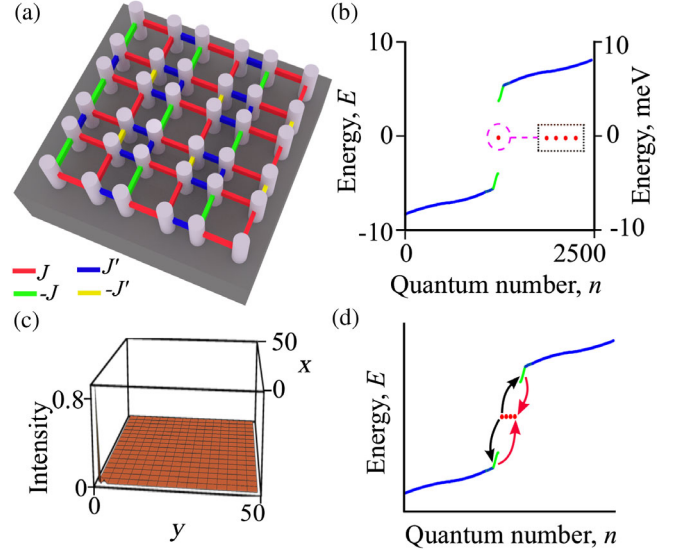 (a)
J J′
-J -J′
(b)
10 10
Energy, E
0 0
Energy, meV
-10 -10
0 2500
Quantum number, n
(c)
50
x
0
0.8
Intensity
0
0 50
y
(d)
Energy, E
Quantum number, n